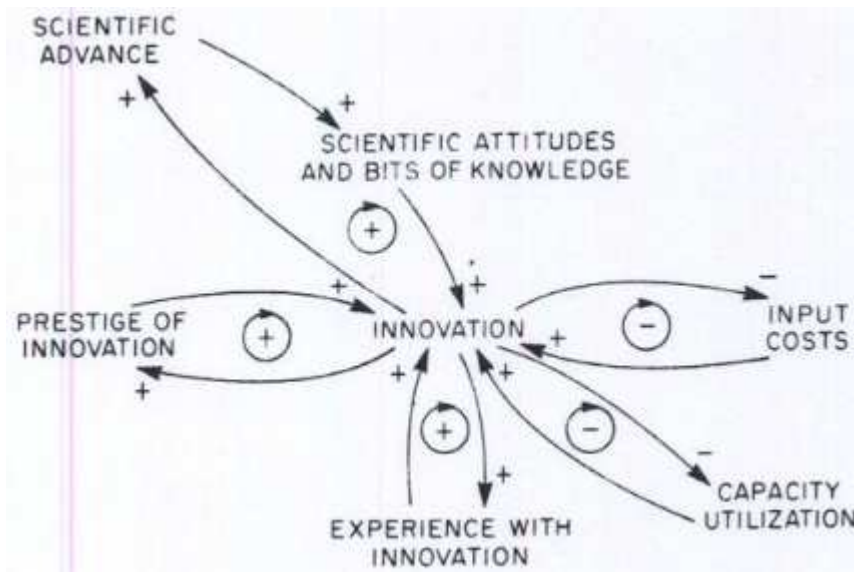 SCIENTIFIC
ADVANCE
+
+
SCIENTIFIC ATTITUDES
AND BITS OF KNOWLEDGE
+
+
+
PRESTIGE OF
INNOVATION
+
+
INNOVATION
−
INPUT
COSTS
−
+
+
+
+
+
EXPERIENCE WITH
INNOVATION
+
−
−
CAPACITY
UTILIZATION